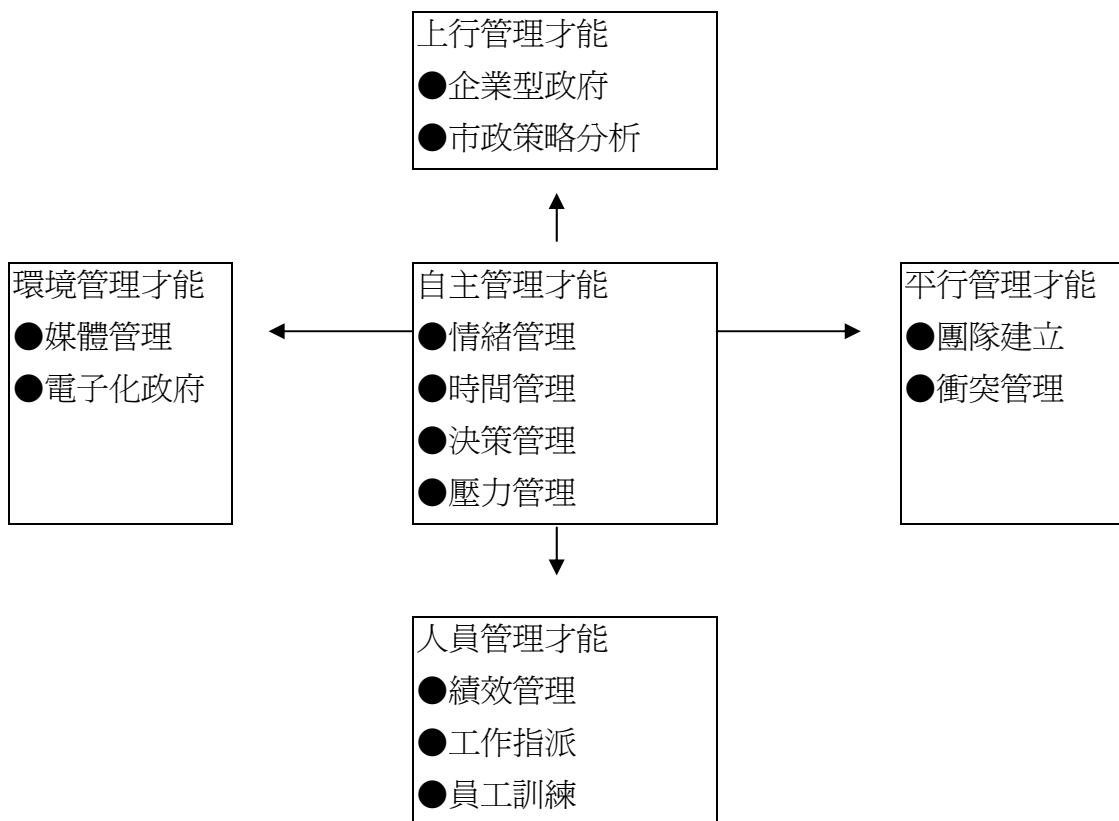 上行管理才能
●企業型政府
●市政策略分析
環境管理才能
●媒體管理
●電子化政府
自主管理才能
●情緒管理
●時間管理
●決策管理
●壓力管理
平行管理才能
●團隊建立
●衝突管理
人員管理才能
●績效管理
●工作指派
●員工訓練